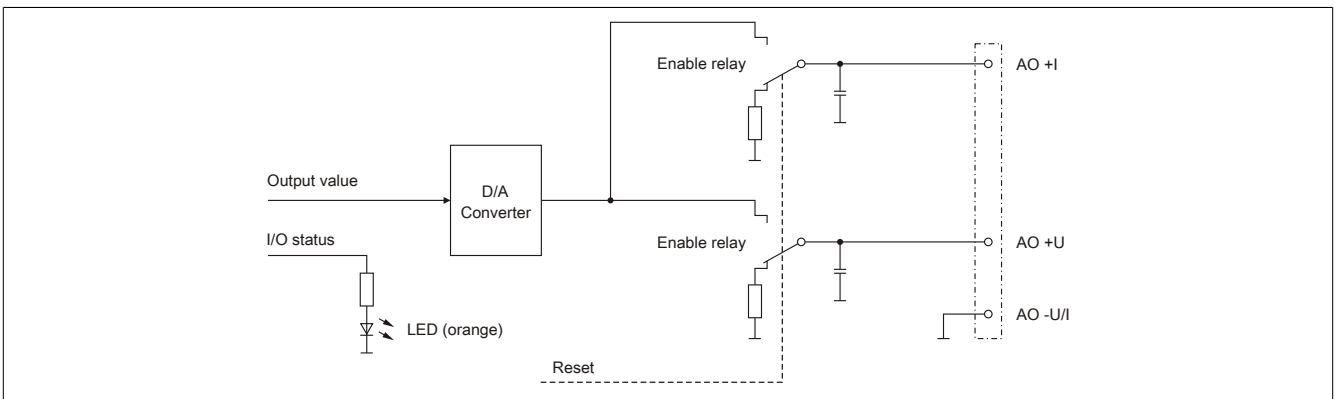 Enable relay
AO +I
Output value
D/A
Converter
I/O status
Enable relay
AO +U
LED (orange)
AO -U/I
Reset